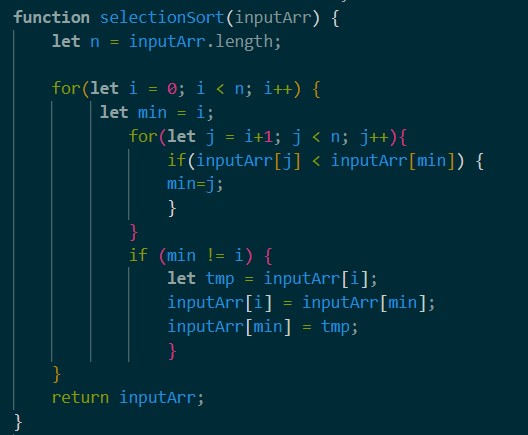 function selectionSort(inputArr) {
    let n = inputArr.length;

    for(let i = 0; i < n; i++) {
         let min = i;
            for(let j = i+1; j < n; j++){
                if(inputArr[j] < inputArr[min]) {
                min=j;
                }
            }
            if (min != i) {
                let tmp = inputArr[i];
                inputArr[i] = inputArr[min];
                inputArr[min] = tmp;
                }
    }
    return inputArr;
}